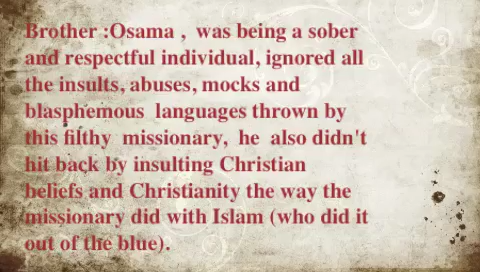 Brother :Osama , was being a sober
and respectful individual, ignored all
the insults, abuses, mocks and
blasphemous languages thrown by
this filthy missionary, he also didn't
hit back by insulting Christian
beliefs and Christianity the way the
missionary did with Islam (who did it
out of the blue).